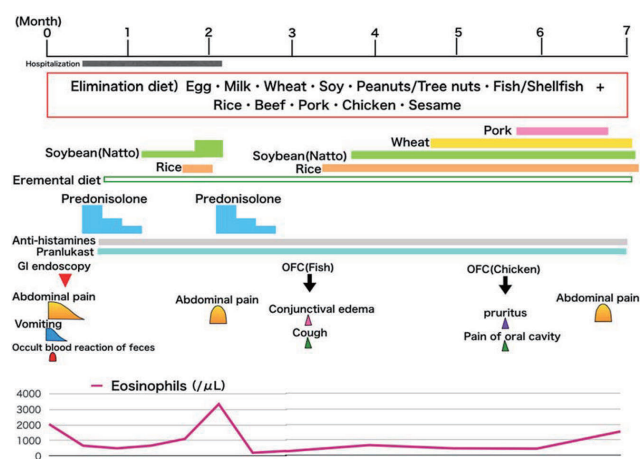 (Month)
0 1 2 3 4 5 6 7
Hospitalization
Elimination diet) Egg・Milk・Wheat・Soy・Peanuts/Tree nuts・Fish/Shellfish +
Rice・Beef・Pork・Chicken・Sesame
Pork
Wheat
Soybean(Natto) Soybean(Natto)
Rice Rice
Eremental diet
Predonisolone Predonisolone
Anti-histamines
Pranlukast
GI endoscopy OFC(Fish) OFC(Chicken)
Abdominal pain Abdominal pain Conjunctival edema pruritus Abdominal pain
Vomiting Cough Pain of oral cavity
Occult blood reaction of feces
Eosinophils (/μL)
4000
3000
2000
1000
0